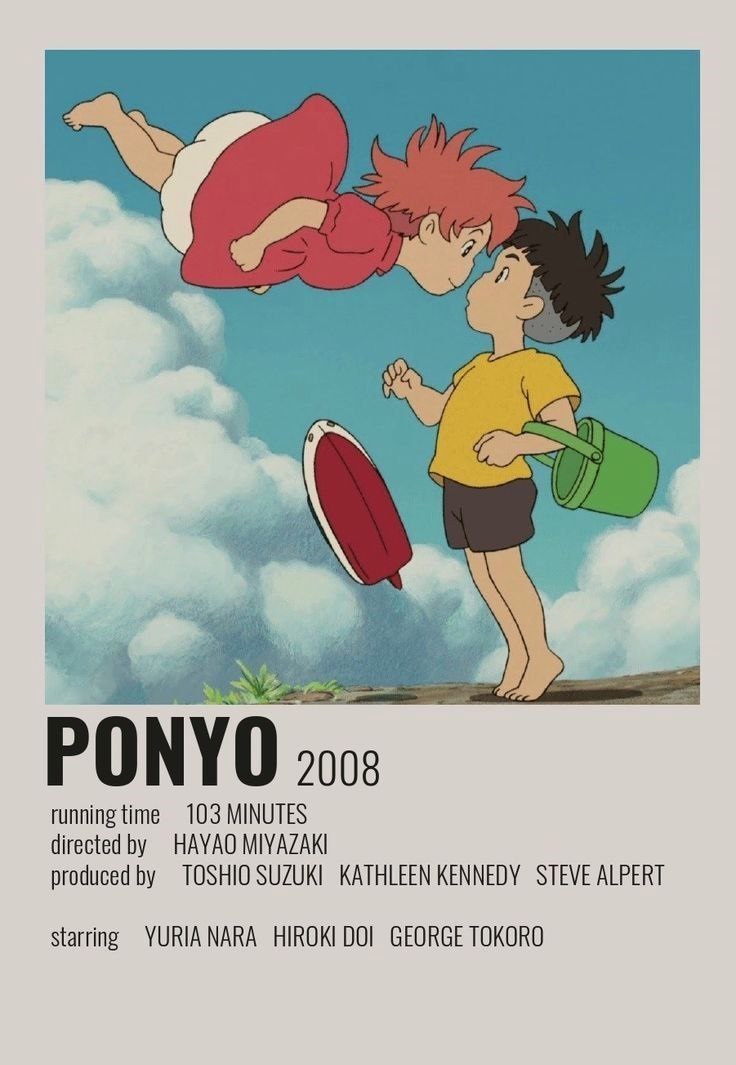 PONYO 2008
running time 103 MINUTES
directed by HAYAO MIYAZAKI
produced by TOSHIO SUZUKI KATHLEEN KENNEDY STEVE ALPERT
starring YURIA NARA HIROKI DOI GEORGE TOKORO